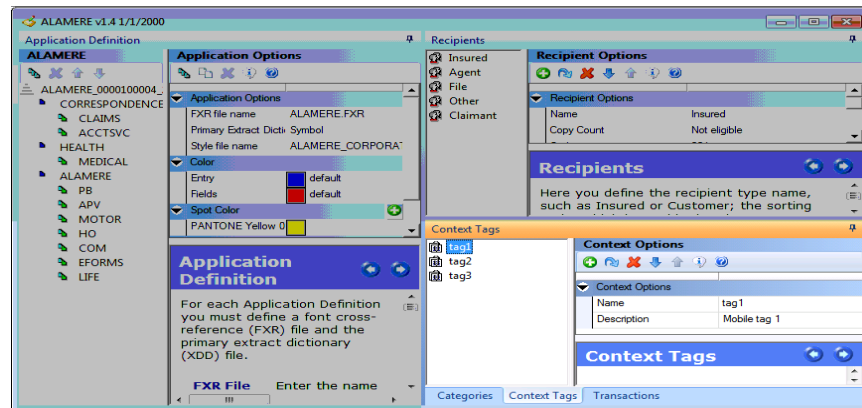 ALAMERE v1.4 1/1/2000
Application Definition
ALAMERE
ALAMERE_0000100004_
CORRESPONDENCE
CLAIMS
ACCTSVC
HEALTH
MEDICAL
ALAMERE
PB
APV
MOTOR
HO
COM
EFORMS
LIFE
Application Options
Application Options
FXR file name ALAMERE.FXR
Primary Extract Dicti Symbol
Style file name ALAMERE_CORPORAT
Color
Entry default
Fields default
Spot Color
PANTONE Yellow 0
Application
Definition
For each Application Definition
you must define a font cross-
reference (FXR) file and the
primary extract dictionary
(XDD) file.
FXR File Enter the name
Recipients
Insured
Agent
File
Other
Claimant
Recipient Options
Recipient Options
Name Insured
Copy Count Not eligible
Recipients
Here you define the recipient type name,
such as Insured or Customer; the sorting
Context Tags
tag1
tag2
tag3
Context Options
Context Options
Name tag1
Description Mobile tag 1
Context Tags
Categories Context Tags Transactions